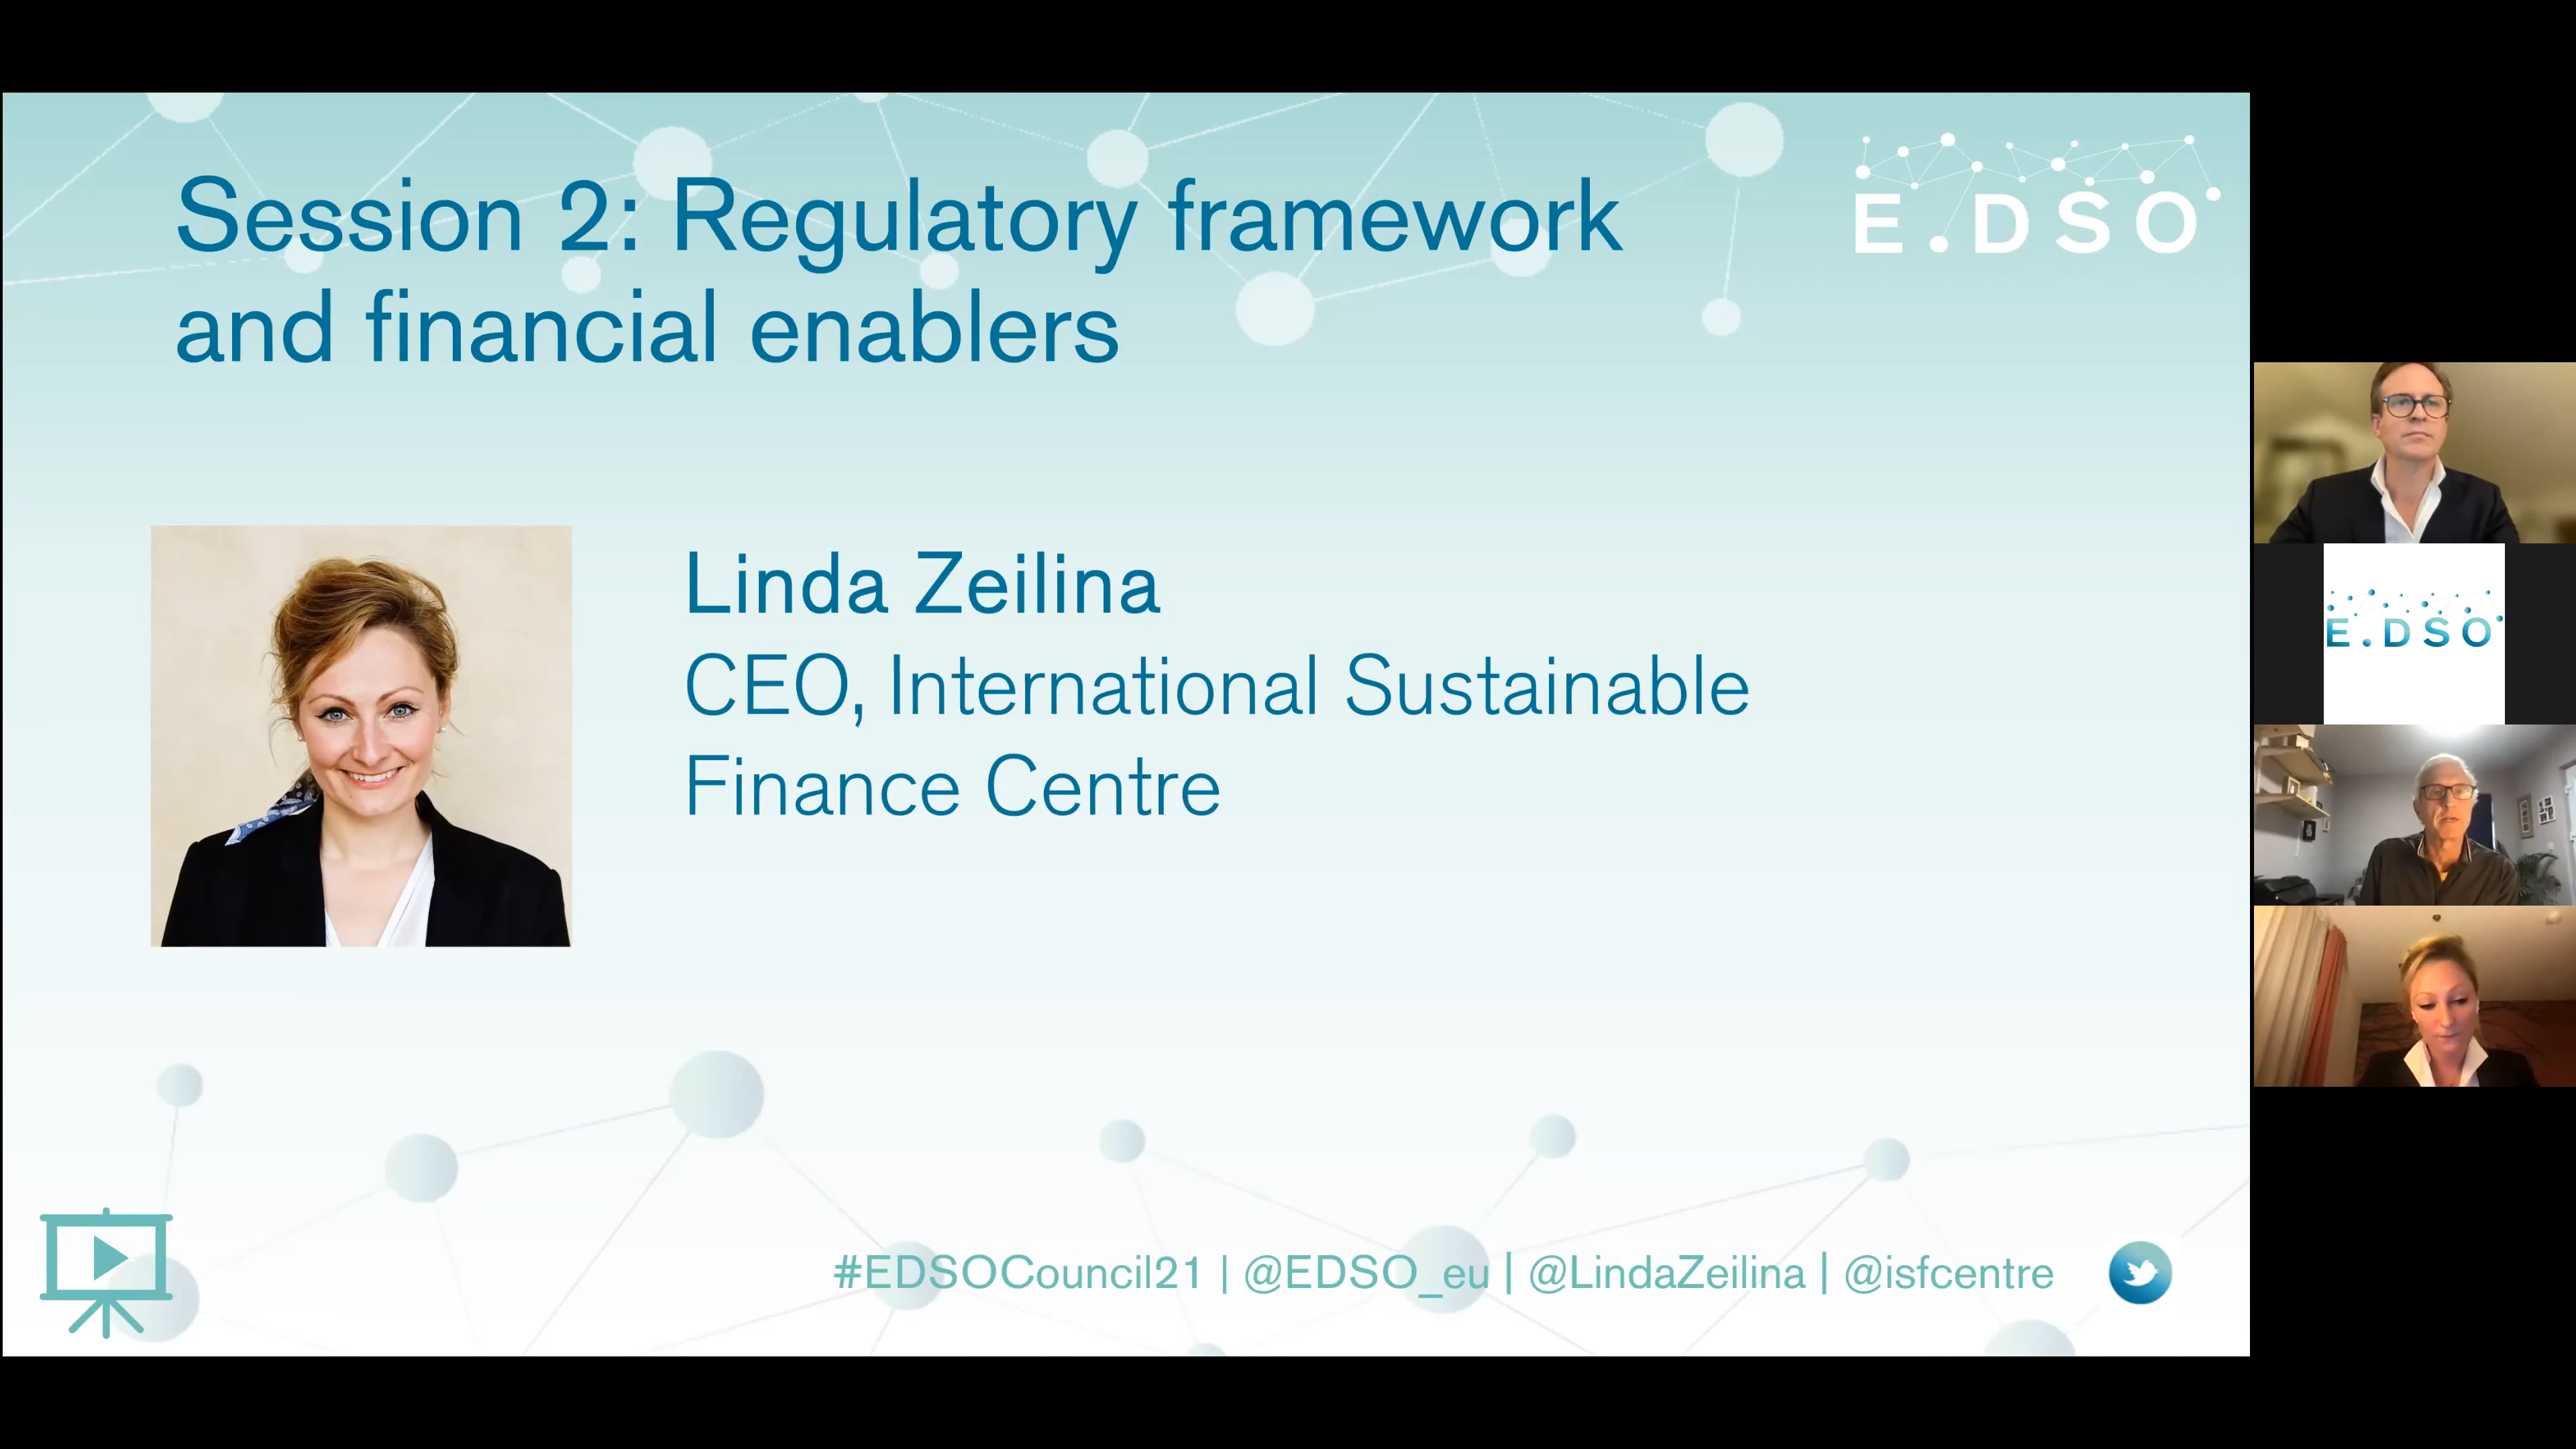 Session 2: Regulatory framework
and financial enablers
E.DSO
Linda Zeilina
CEO, International Sustainable
Finance Centre
E.DSO
#EDSOCouncil21 | @EDSO_eu | @LindaZeilina | @isfcentre